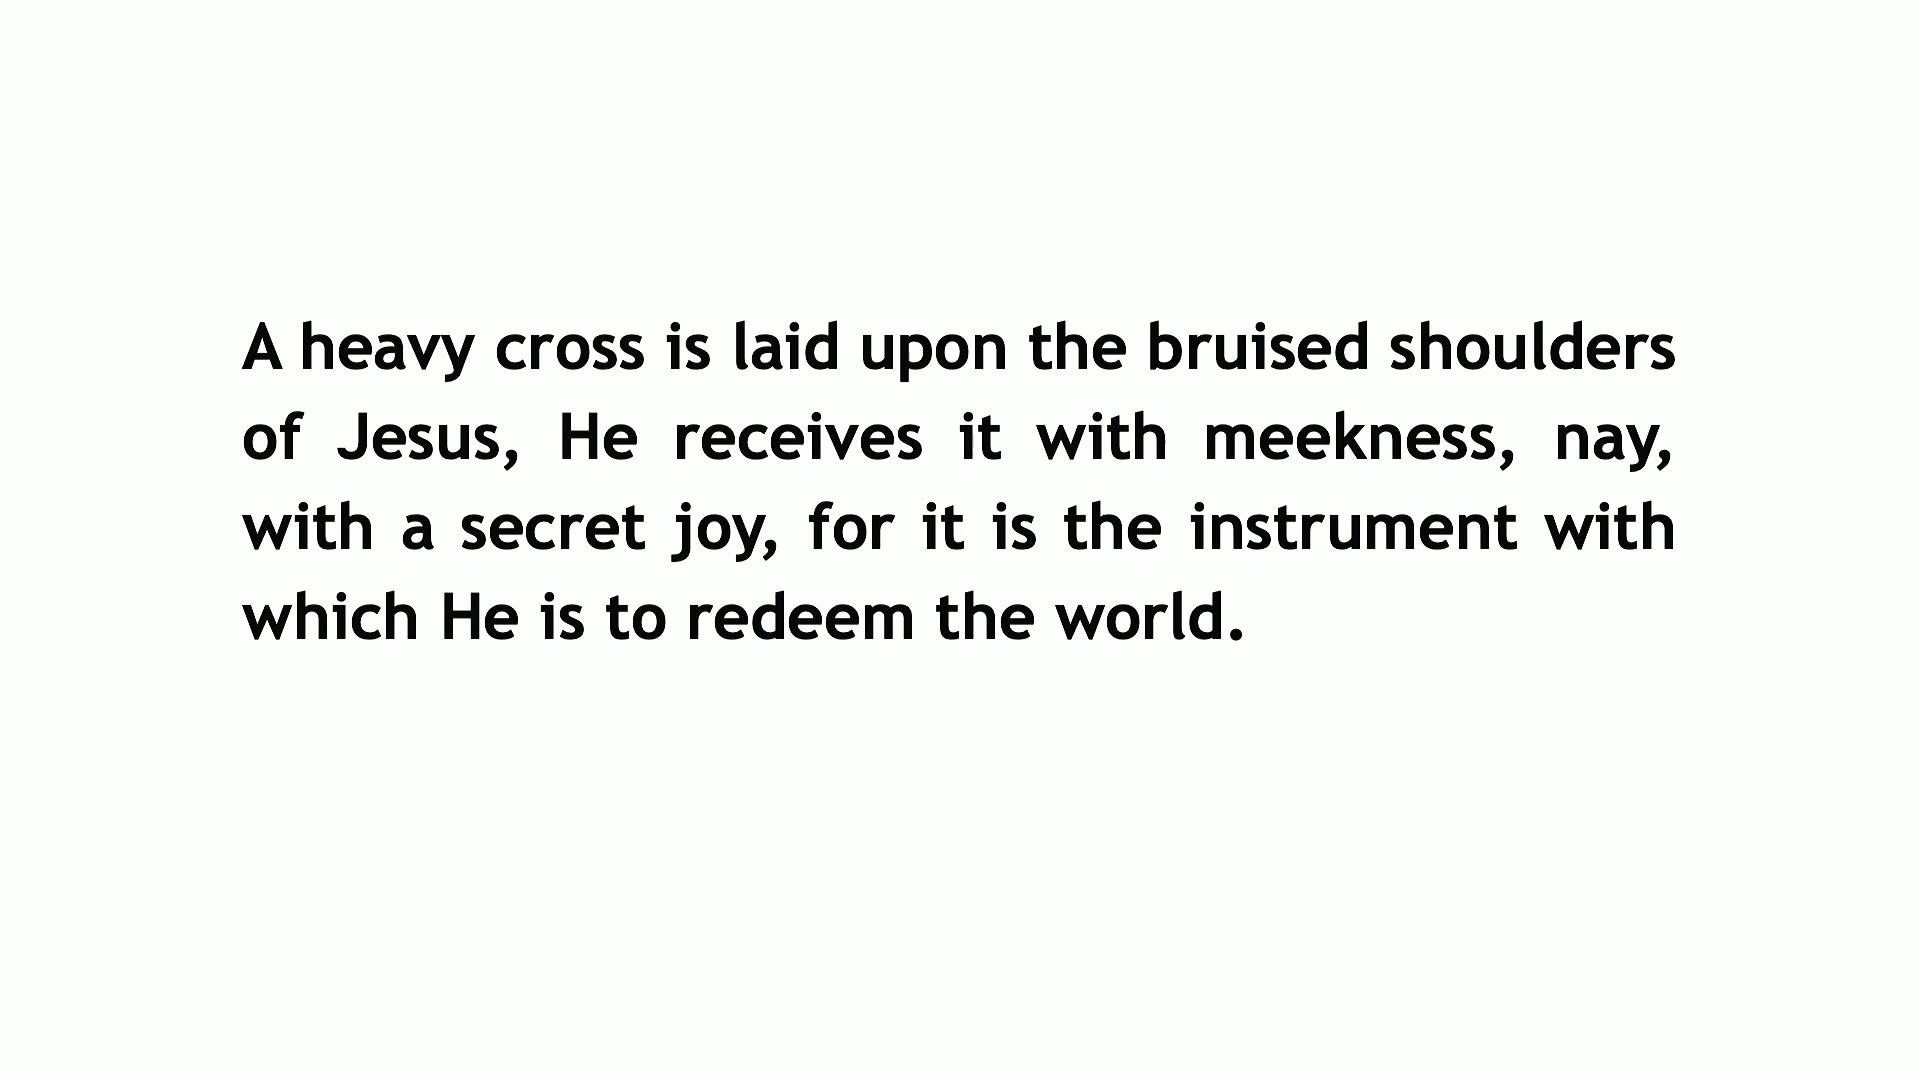 A heavy cross is laid upon the bruised shoulders
of Jesus, He receives it with meekness, nay,
with a secret joy, for it is the instrument with
which He is to redeem the world.